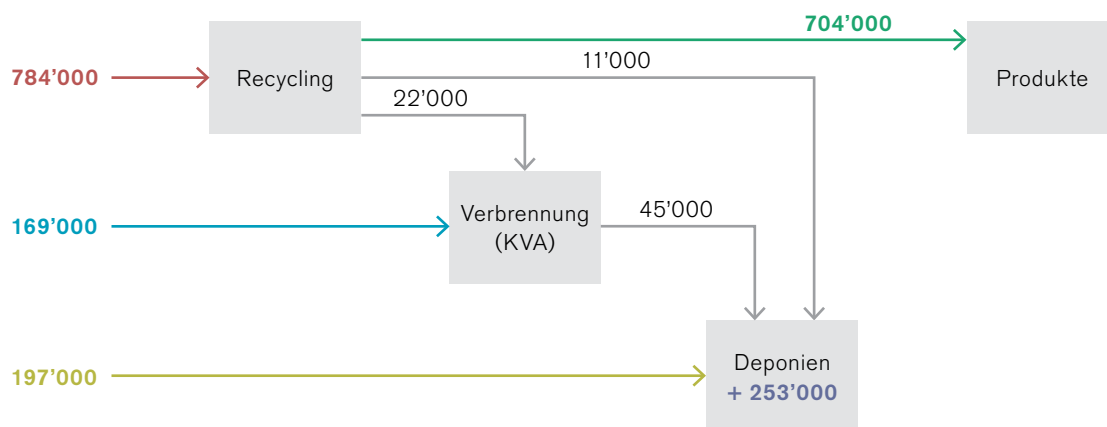 704’000
11’000
784’000
Recycling
Produkte
22’000
Verbrennung
(KVA)
45’000
169’000
Deponien
+ 253’000
197’000